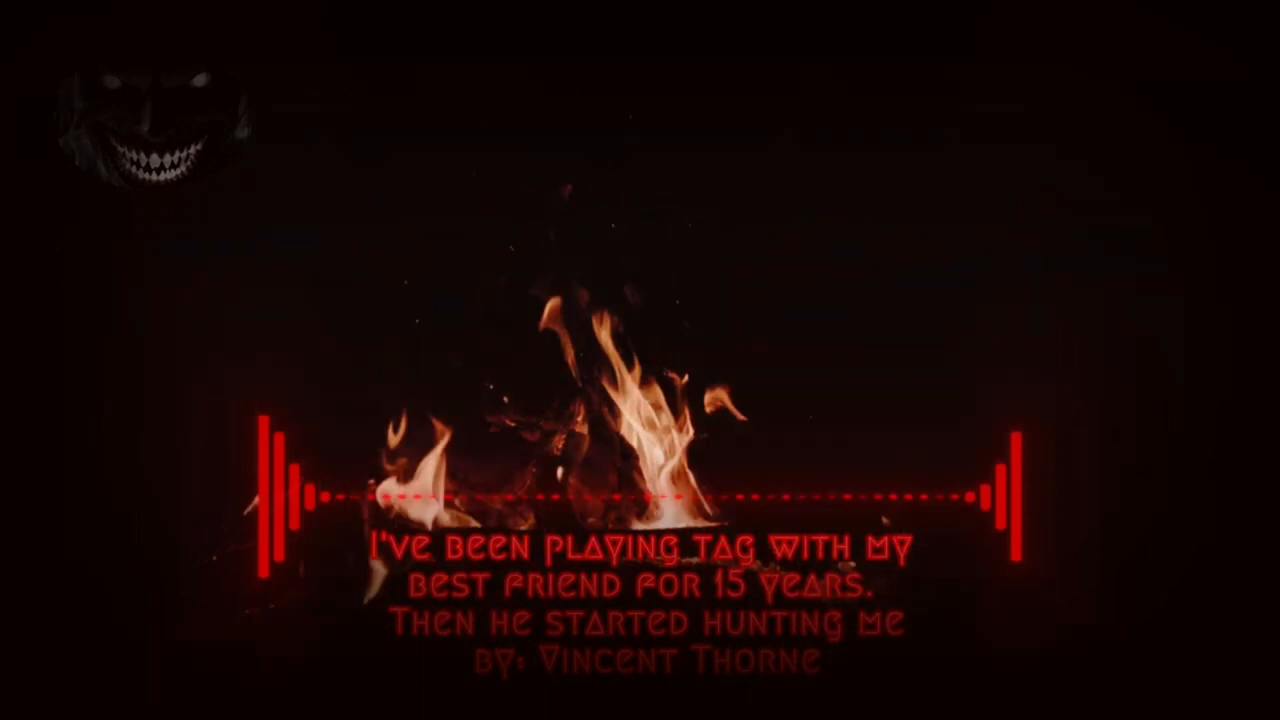 I've been playing tag with my
best friend for 15 years.
Then he started hunting me
by: Vincent Thorne